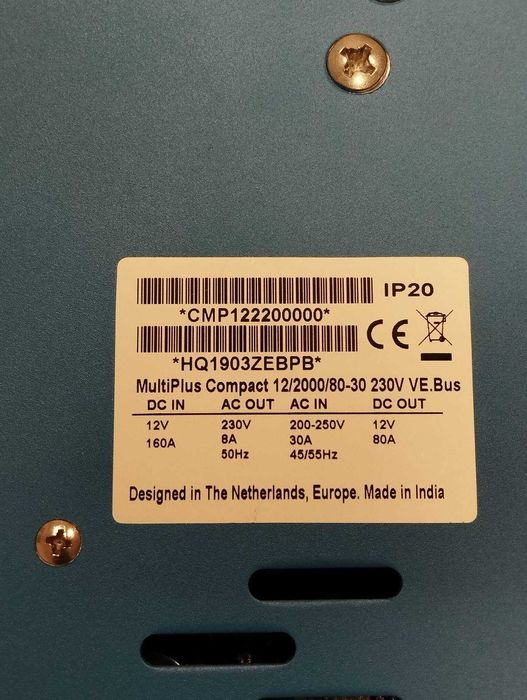 IP20
*CMP122200000*
*HQ1903ZEBPB*
CE
MultiPlus Compact 12/2000/80-30 230V VE.Bus
DC IN AC OUT AC IN DC OUT
12V 230V 200-250V 12V
160A 8A 30A 80A
50Hz 45/55Hz
Designed in The Netherlands, Europe. Made in India